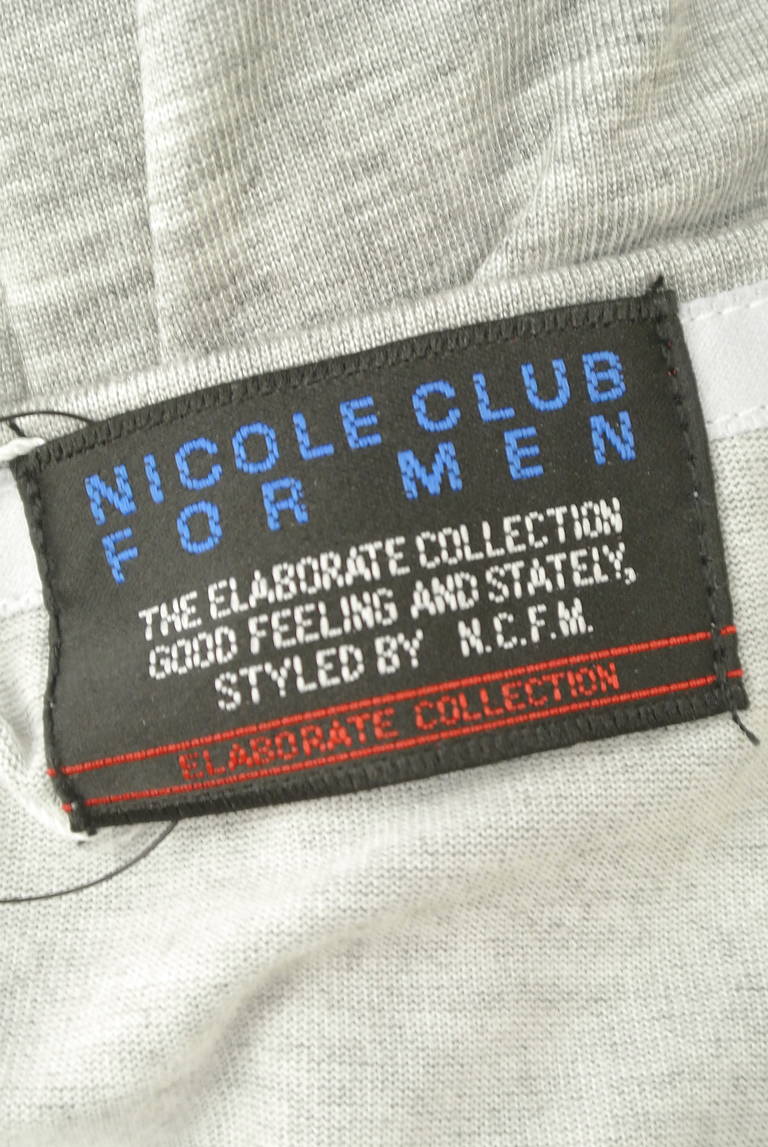 NICOLE CLUB
FOR MEN
THE ELABORATE COLLECTION
GOOD FEELING AND STATELY,
STYLED BY N.C.F.M.
ELABORATE COLLECTION